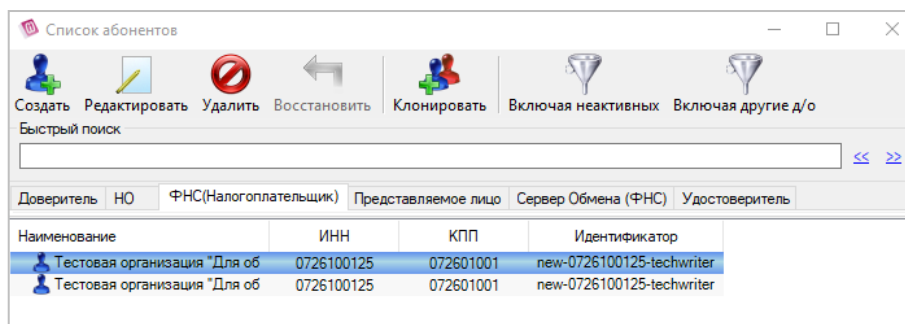 Список абонентов
Создать Редактировать Удалить Восстановить Клонировать Включая неактивных Включая другие д/о
Быстрый поиск
<< >>
Доверитель НО ФНС(Налогоплательщик) Представляемое лицо Сервер Обмена (ФНС) Удостоверитель
Наименование ИНН КПП Идентификатор
Тестовая организация "Для об 0726100125 072601001 new-0726100125-techwriter
Тестовая организация "Для об 0726100125 072601001 new-0726100125-techwriter